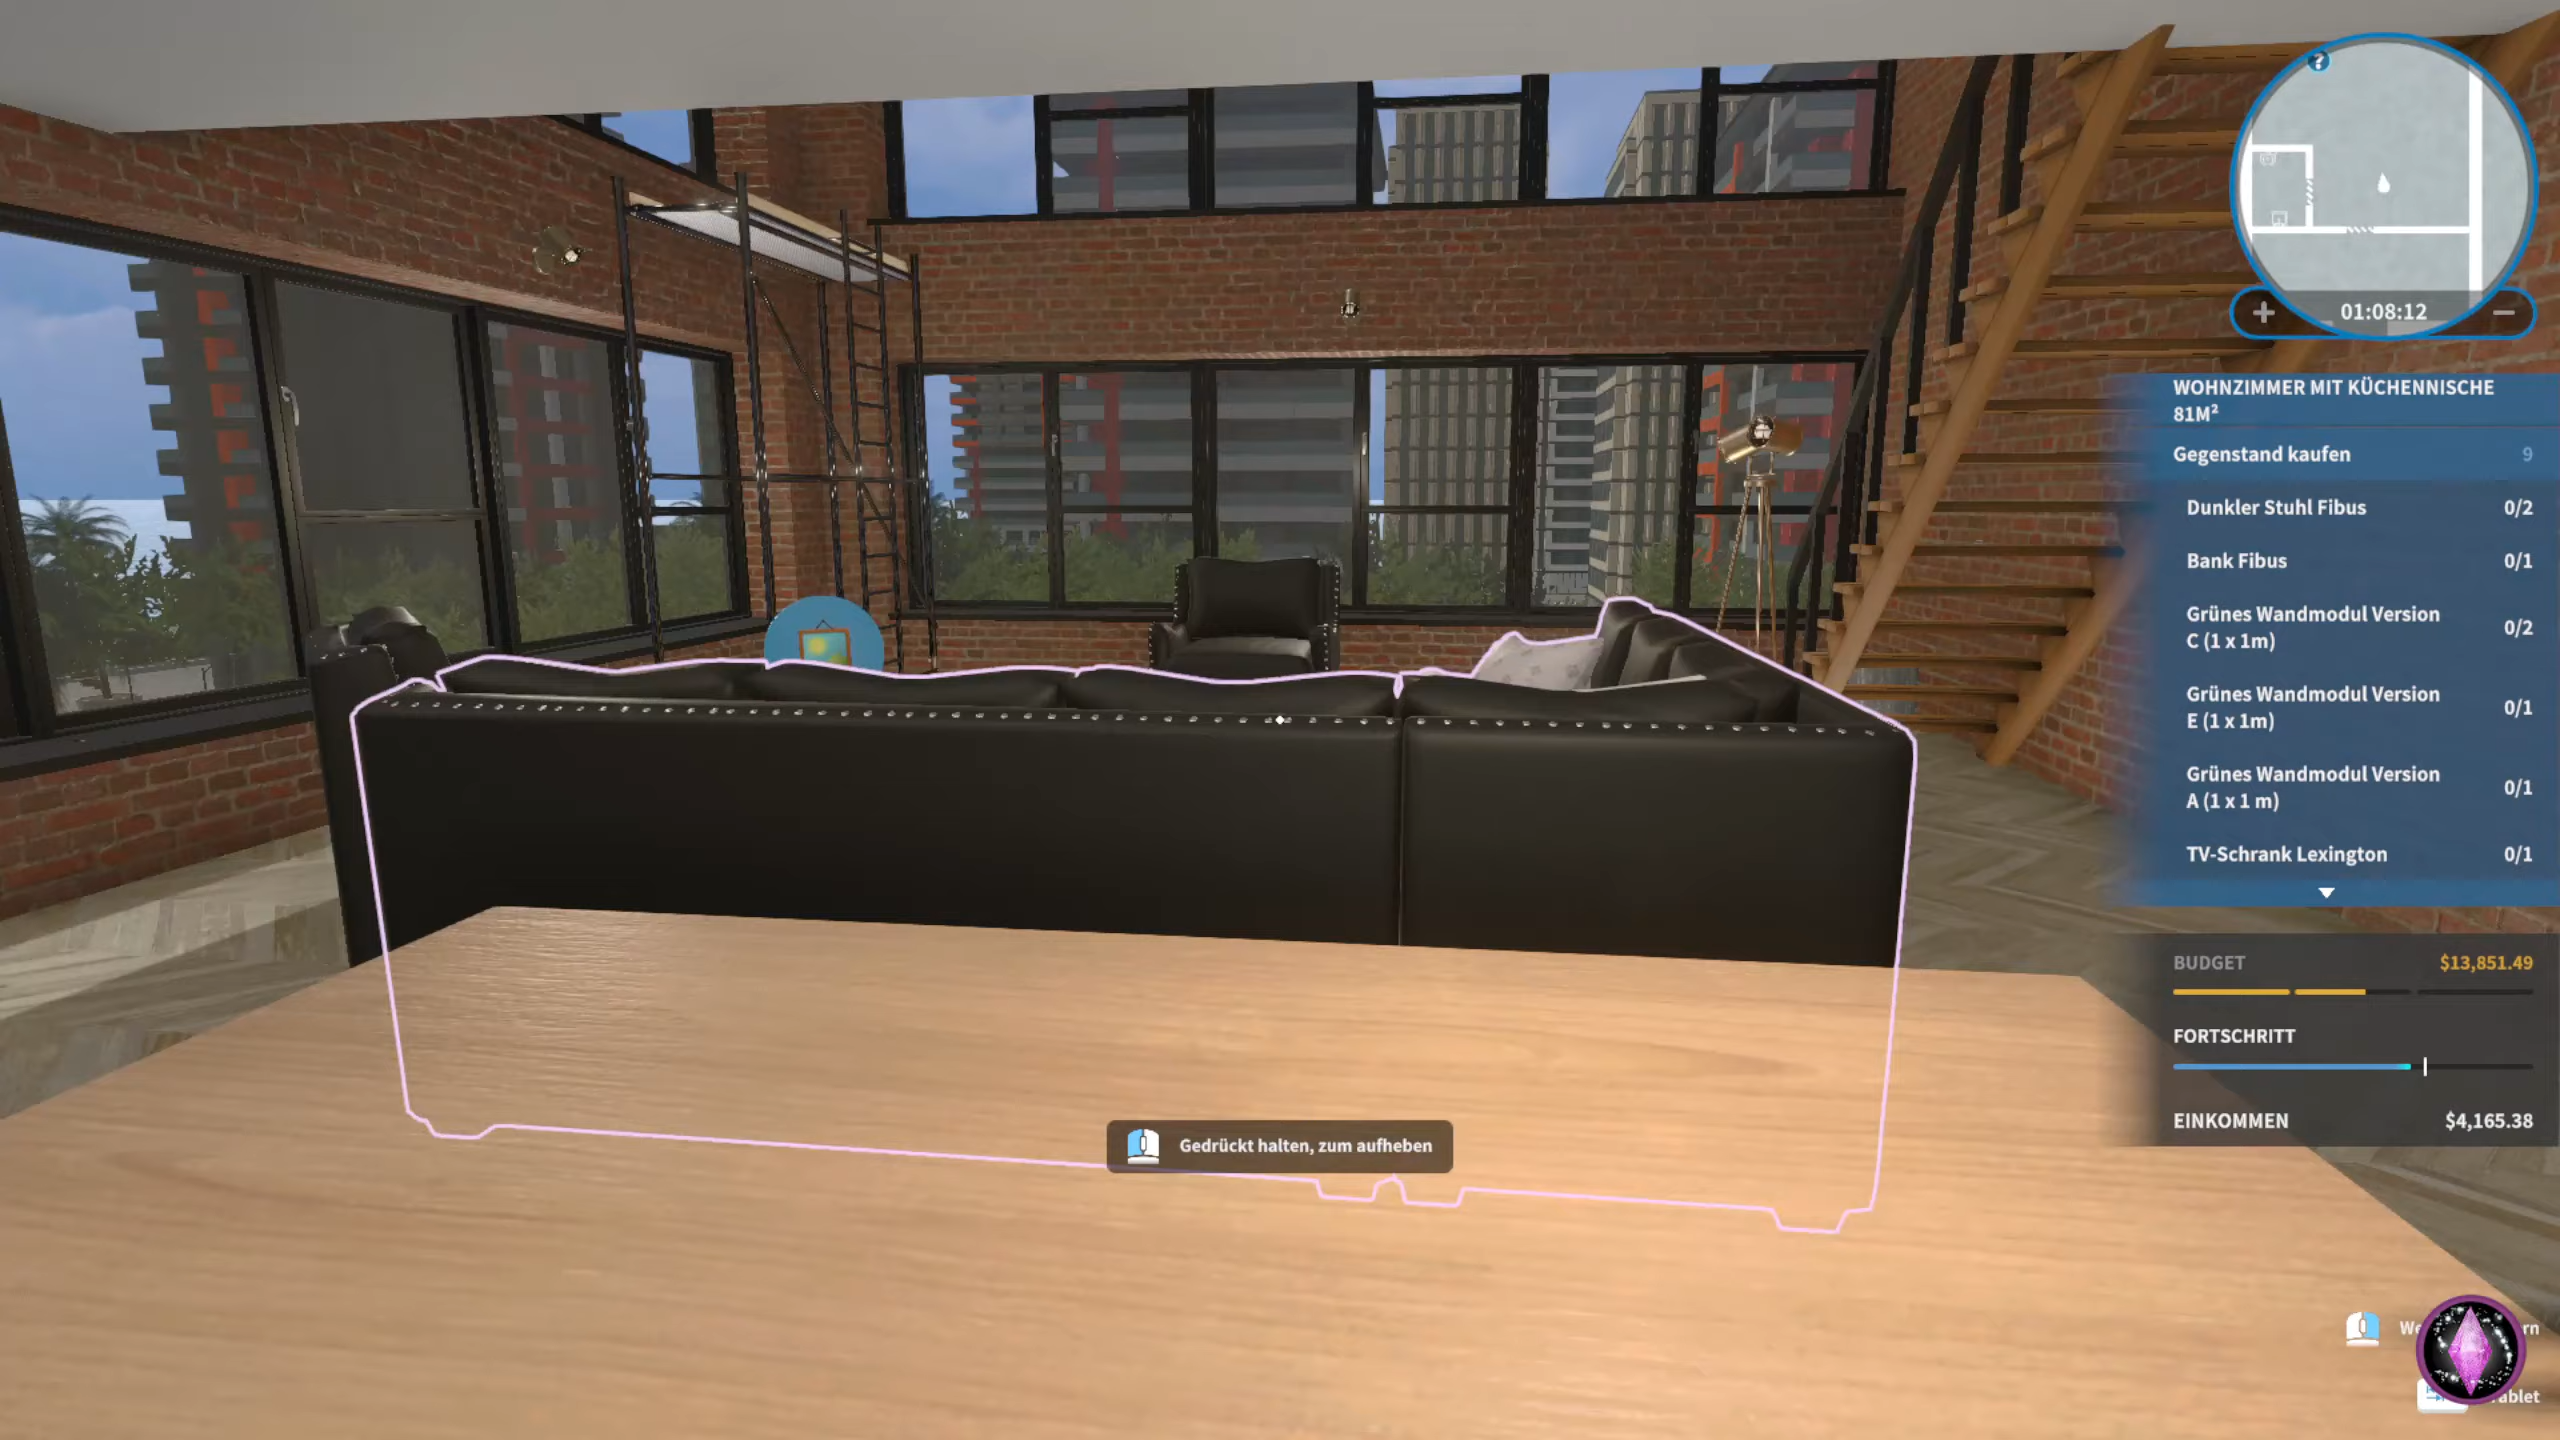 ?
+ 01:08:12 −
WOHNZIMMER MIT KÜCHENNISCHE
81M²
Gegenstand kaufen 9
Dunkler Stuhl Fibus 0/2
Bank Fibus 0/1
Grünes Wandmodul Version
C (1 x 1m) 0/2
Grünes Wandmodul Version
E (1 x 1m) 0/1
Grünes Wandmodul Version
A (1 x 1 m) 0/1
TV-Schrank Lexington 0/1
BUDGET $13,851.49
FORTSCHRITT
EINKOMMEN $4,165.38
Gedrückt halten, zum aufheben